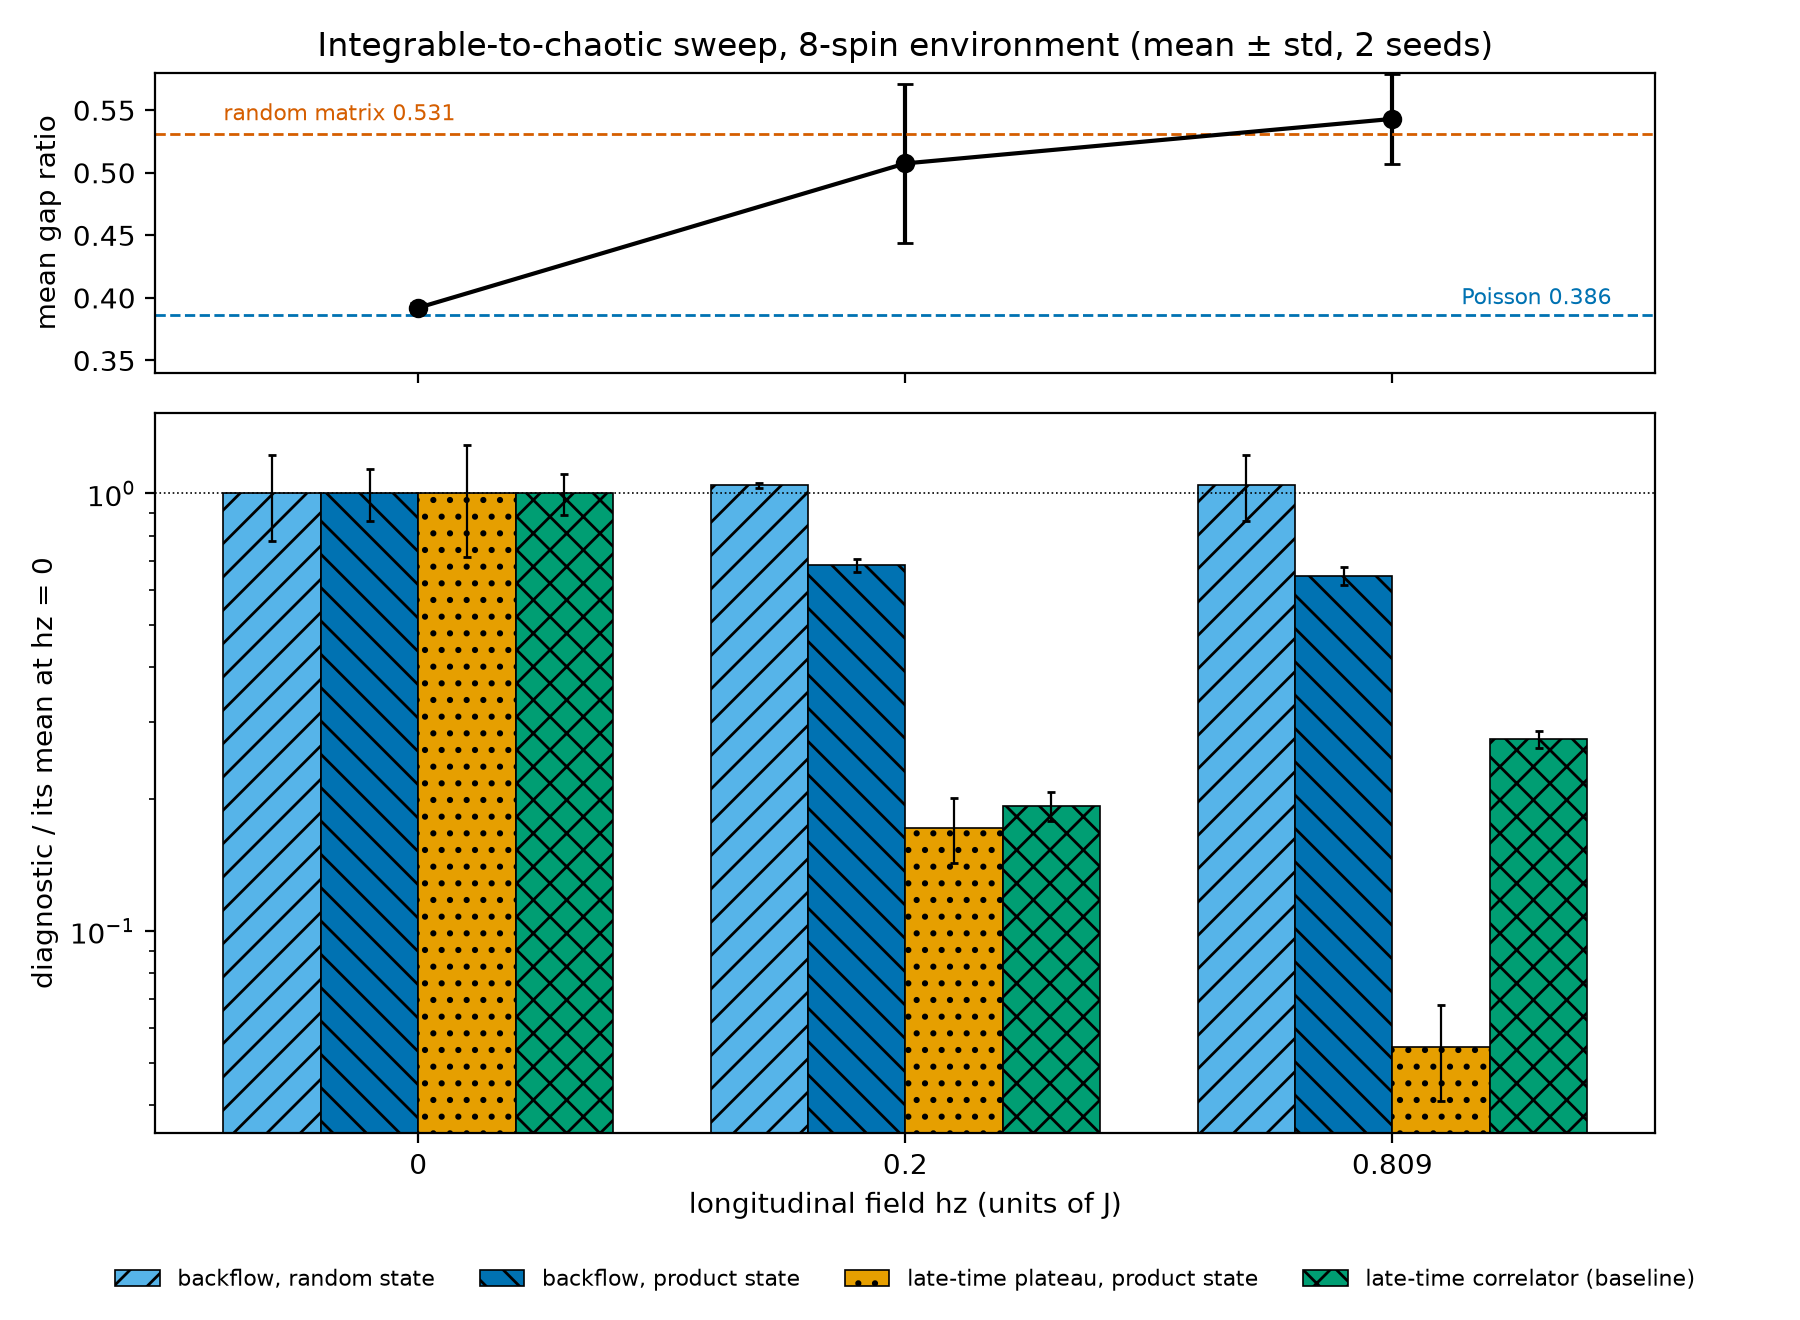 Integrable-to-chaotic sweep, 8-spin environment (mean ± std, 2 seeds)
mean gap ratio
0.55
0.50
0.45
0.40
0.35
random matrix 0.531
Poisson 0.386
diagnostic / its mean at hz = 0
10⁰
10⁻¹
0
0.2
0.809
longitudinal field hz (units of J)
backflow, random state
backflow, product state
late-time plateau, product state
late-time correlator (baseline)